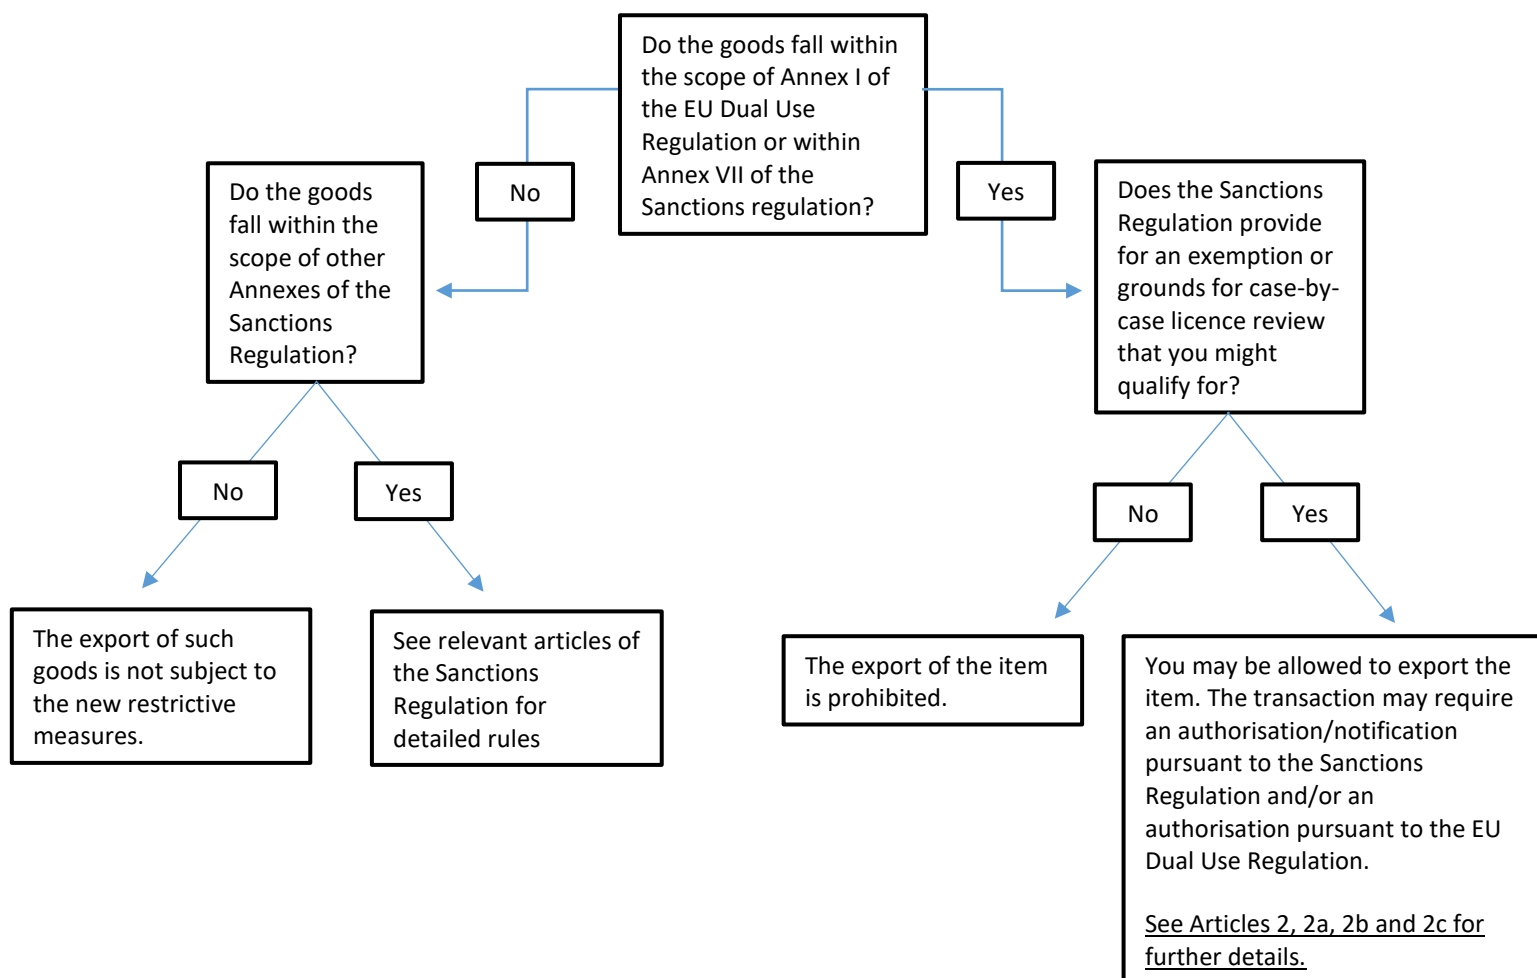 Do the goods fall within
the scope of Annex I of
the EU Dual Use
Regulation or within
Annex VII of the
Sanctions regulation?
No
Yes
Do the goods
fall within the
scope of other
Annexes of the
Sanctions
Regulation?
Does the Sanctions
Regulation provide
for an exemption or
grounds for case-by-
case licence review
that you might
qualify for?
No
Yes
No
Yes
The export of such
goods is not subject to
the new restrictive
measures.
See relevant articles of
the Sanctions
Regulation for
detailed rules
The export of the item
is prohibited.
You may be allowed to export the
item. The transaction may require
an authorisation/notification
pursuant to the Sanctions
Regulation and/or an
authorisation pursuant to the EU
Dual Use Regulation.
See Articles 2, 2a, 2b and 2c for
further details.